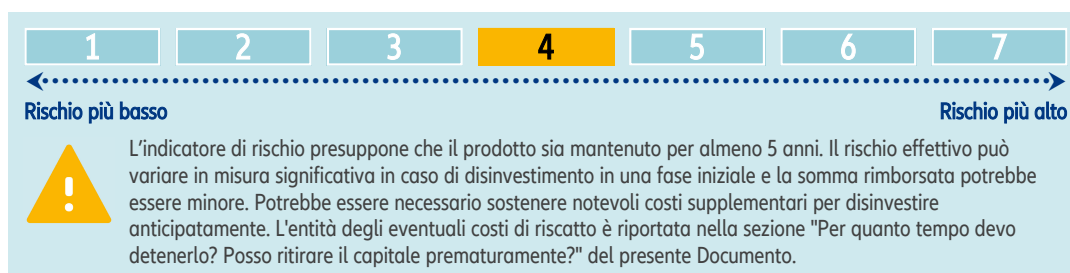 1 2 3 4 5 6 7
Rischio più basso Rischio più alto
L'indicatore di rischio presuppone che il prodotto sia mantenuto per almeno 5 anni. Il rischio effettivo può
variare in misura significativa in caso di disinvestimento in una fase iniziale e la somma rimborsata potrebbe
essere minore. Potrebbe essere necessario sostenere notevoli costi supplementari per disinvestire
anticipatamente. L'entità degli eventuali costi di riscatto è riportata nella sezione "Per quanto tempo devo
detenerlo? Posso ritirare il capitale prematuramente?" del presente Documento.